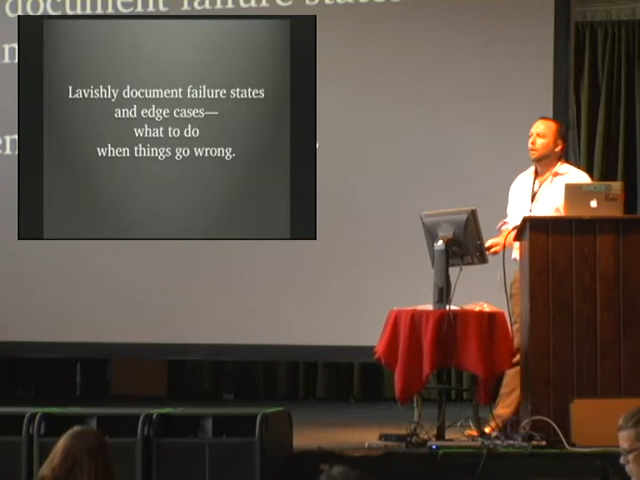 document failure states
Lavishly document failure states
and edge cases—
what to do
when things go wrong.